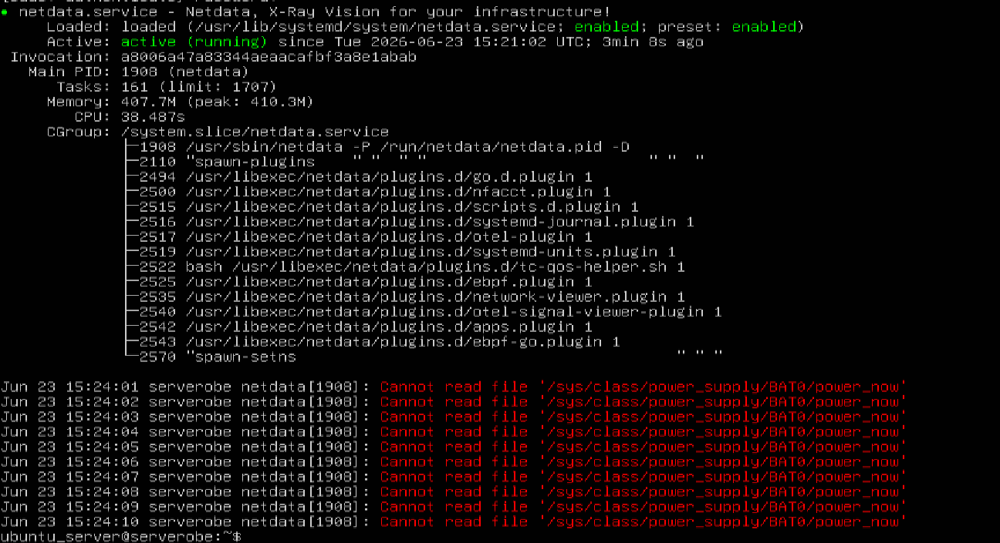 [sudo: authenticate] Password:
● netdata.service - Netdata, X-Ray Vision for your infrastructure!
Loaded: loaded (/usr/lib/systemd/system/netdata.service; enabled; preset: enabled)
Active: active (running) since Tue 2026-06-23 15:21:02 UTC; 3min 8s ago
Invocation: a8006a47a83344aeaacafbf3a8e1abab
Main PID: 1908 (netdata)
Tasks: 161 (limit: 1707)
Memory: 407.7M (peak: 410.3M)
CPU: 38.487s
CGroup: /system.slice/netdata.service
├─1908 /usr/sbin/netdata -P /run/netdata/netdata.pid -D
├─2110 "spawn-plugins    " "  " "                        " "  "
├─2494 /usr/libexec/netdata/plugins.d/go.d.plugin 1
├─2500 /usr/libexec/netdata/plugins.d/nfacct.plugin 1
├─2515 /usr/libexec/netdata/plugins.d/scripts.d.plugin 1
├─2516 /usr/libexec/netdata/plugins.d/systemd-journal.plugin 1
├─2517 /usr/libexec/netdata/plugins.d/otel-plugin 1
├─2519 /usr/libexec/netdata/plugins.d/systemd-units.plugin 1
├─2522 bash /usr/libexec/netdata/plugins.d/tc-qos-helper.sh 1
├─2525 /usr/libexec/netdata/plugins.d/ebpf.plugin 1
├─2535 /usr/libexec/netdata/plugins.d/network-viewer.plugin 1
├─2540 /usr/libexec/netdata/plugins.d/otel-signal-viewer-plugin 1
├─2542 /usr/libexec/netdata/plugins.d/apps.plugin 1
├─2543 /usr/libexec/netdata/plugins.d/ebpf-go.plugin 1
└─2570 "spawn-setns                                         " " "

Jun 23 15:24:01 serverobe netdata[1908]: Cannot read file '/sys/class/power_supply/BAT0/power_now'
Jun 23 15:24:02 serverobe netdata[1908]: Cannot read file '/sys/class/power_supply/BAT0/power_now'
Jun 23 15:24:03 serverobe netdata[1908]: Cannot read file '/sys/class/power_supply/BAT0/power_now'
Jun 23 15:24:04 serverobe netdata[1908]: Cannot read file '/sys/class/power_supply/BAT0/power_now'
Jun 23 15:24:05 serverobe netdata[1908]: Cannot read file '/sys/class/power_supply/BAT0/power_now'
Jun 23 15:24:06 serverobe netdata[1908]: Cannot read file '/sys/class/power_supply/BAT0/power_now'
Jun 23 15:24:07 serverobe netdata[1908]: Cannot read file '/sys/class/power_supply/BAT0/power_now'
Jun 23 15:24:08 serverobe netdata[1908]: Cannot read file '/sys/class/power_supply/BAT0/power_now'
Jun 23 15:24:09 serverobe netdata[1908]: Cannot read file '/sys/class/power_supply/BAT0/power_now'
Jun 23 15:24:10 serverobe netdata[1908]: Cannot read file '/sys/class/power_supply/BAT0/power_now'
ubuntu_server@serverobe:~$